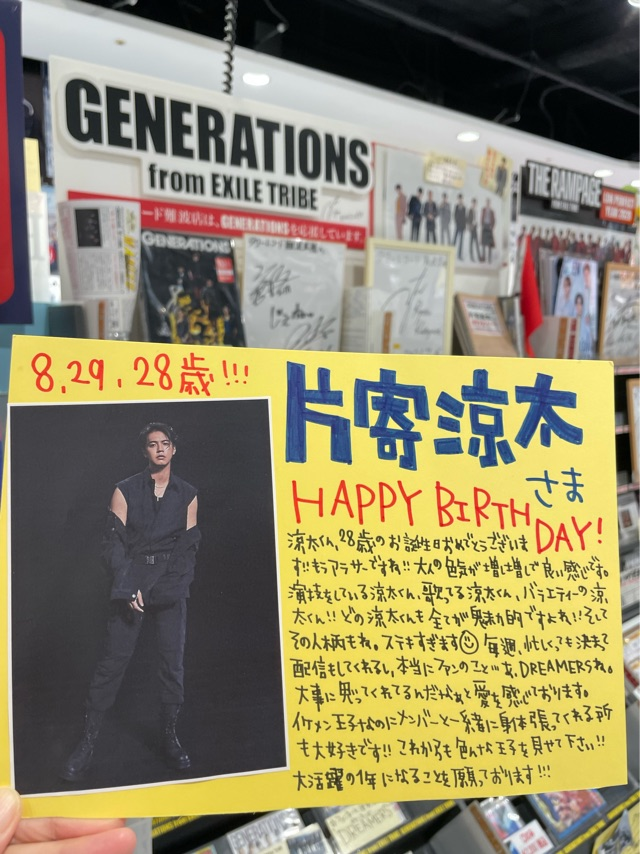 GENERATIONS
from EXILE TRIBE
ード難波店は、GENERATIONSを応援しています。
GENERATIONS
THE RAMPAGE
8.29.28歳!!!
片寄涼太
さま
HAPPY BIRTH
DAY!
涼太くん、28歳のお誕生日おめでとうございま
す!!もうアラサーですね!!大人の色気が増し増しで良い感じです。
演技をしている涼太くん、歌ってる涼太くん、バラエティーの涼
太くん!!どの涼太くんも全てが魅力的ですよね!!そして
その人柄もね。ステキすぎます☺毎週、忙しくても決まって
配信もしてくれるし、本当にファンのこと…あ、DREAMERSね。
大事に思ってくれてるんだなぁと愛を感じております。
イケメン王子なのにメンバーと一緒に身体張ってくれる所
も大好きです!!これからも色んな王子を見せて下さい!!
大活躍の1年になることを願っております!!!
DREAMERS